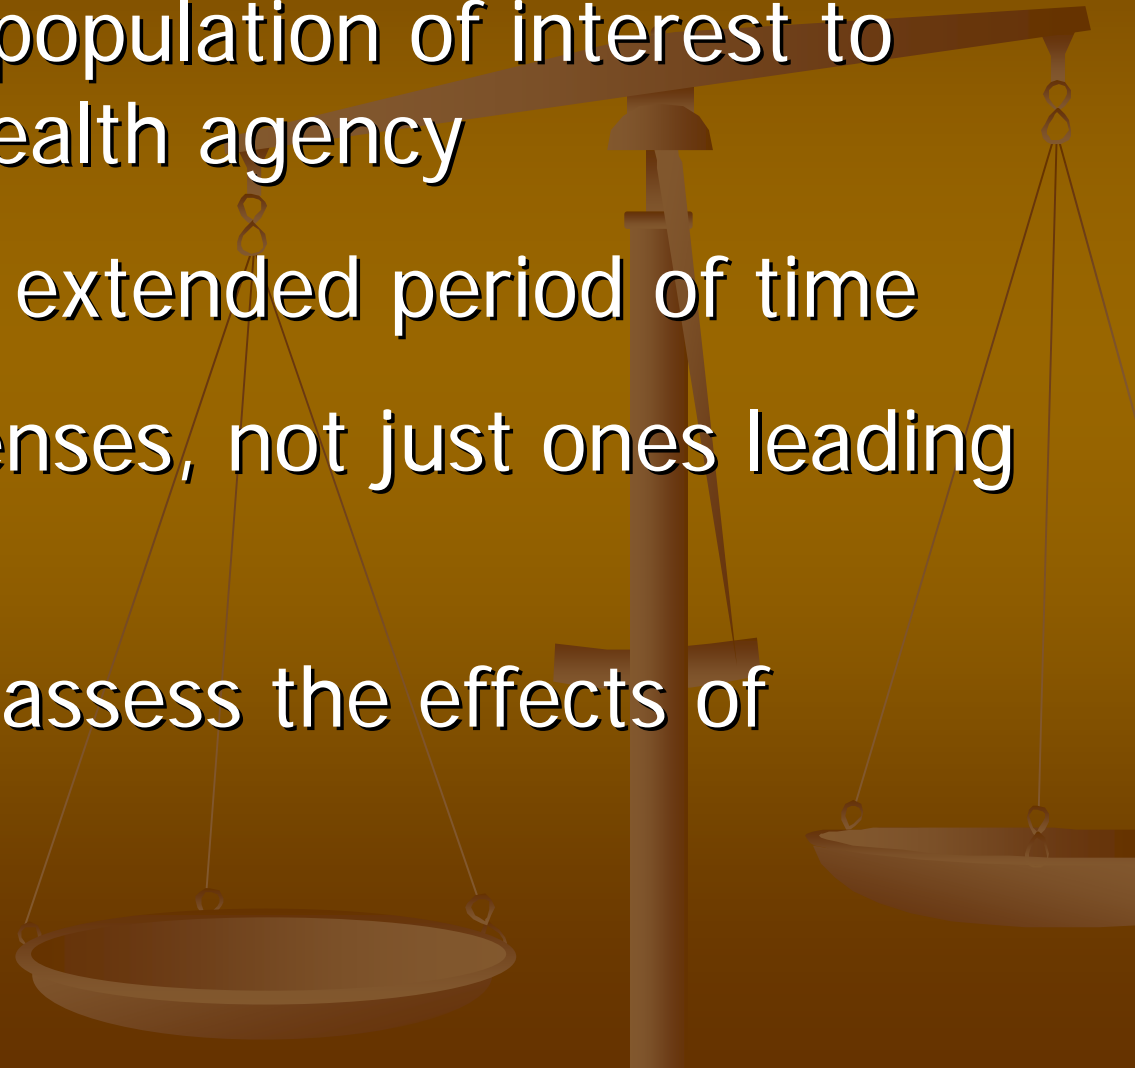 population of interest to
ealth agency
extended period of time
enses, not just ones leading
assess the effects of